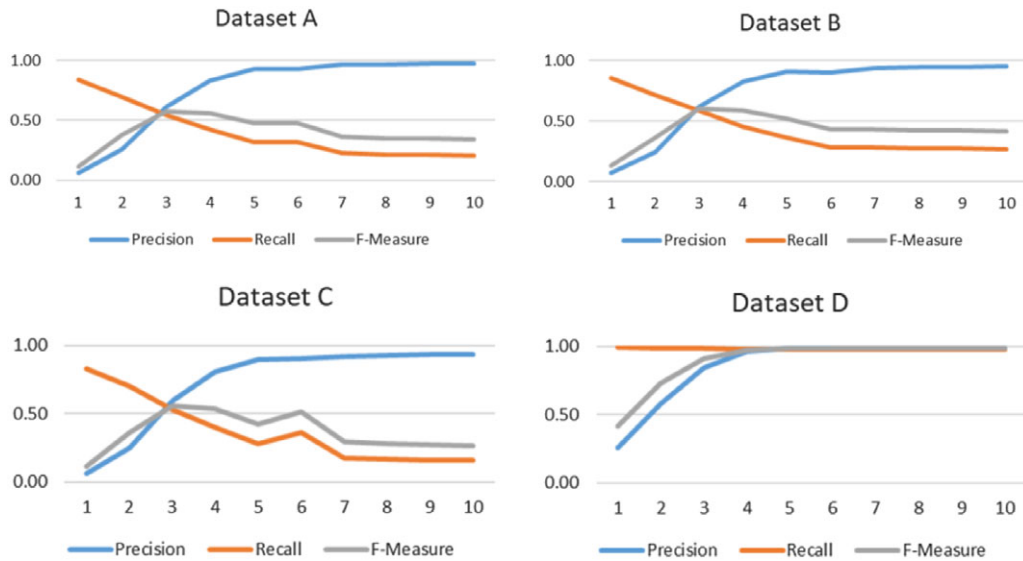 Dataset A
1.00
0.50
0.00
1 2 3 4 5 6 7 8 9 10
Precision Recall F-Measure
Dataset B
1.00
0.50
0.00
1 2 3 4 5 6 7 8 9 10
Precision Recall F-Measure
Dataset C
1.00
0.50
0.00
1 2 3 4 5 6 7 8 9 10
Precision Recall F-Measure
Dataset D
1.00
0.50
0.00
1 2 3 4 5 6 7 8 9 10
Precision Recall F-Measure